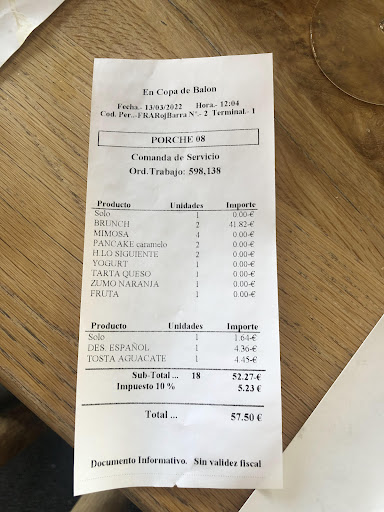 En Copa de Balon
Fecha.- 13/03/2022 Hora.- 12:04
Cod. Per..-FRARojBarra Nº.- 2 Terminal.- 1
PORCHE 08
Comanda de Servicio
Ord.Trabajo: 598,138
Producto Unidades Importe
Solo 1 0.00-€
BRUNCH 2 41.82-€
MIMOSA 4 0.00-€
PANCAKE caramelo 2 0.00-€
H.LO SIGUIENTE 2 0.00-€
YOGURT 1 0.00-€
TARTA QUESO 1 0.00-€
ZUMO NARANJA 1 0.00-€
FRUTA 1 0.00-€
Producto Unidades Importe
Solo 1 1.64-€
DES. ESPAÑOL 1 4.36-€
TOSTA AGUACATE 1 4.45-€
Sub-Total ... 18 52.27-€
Impuesto 10 % 5.23 €
Total ... 57.50 €
Documento Informativo. Sin validez fiscal